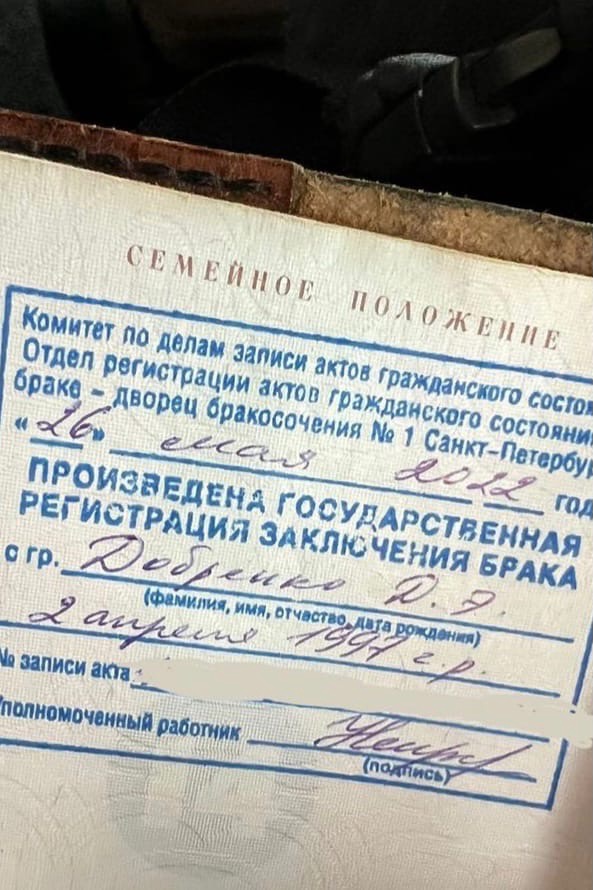 СЕМЕЙНОЕ ПОЛОЖЕНИЕ
Комитет по делам записи актов гражданского состоя
Отдел регистрации актов гражданского состояни
браке – дворец бракосочения № 1 Санкт-Петербу
«26» мая 2022 год
ПРОИЗВЕДЕНА ГОСУДАРСТВЕННАЯ
РЕГИСТРАЦИЯ ЗАКЛЮЧЕНИЯ БРАКА
с гр. Добренко Д. Э.
(фамилия, имя, отчество, дата рождения)
2 апреля 1997 г.р.
№ записи акта:
Уполномоченный работник
(подпись)